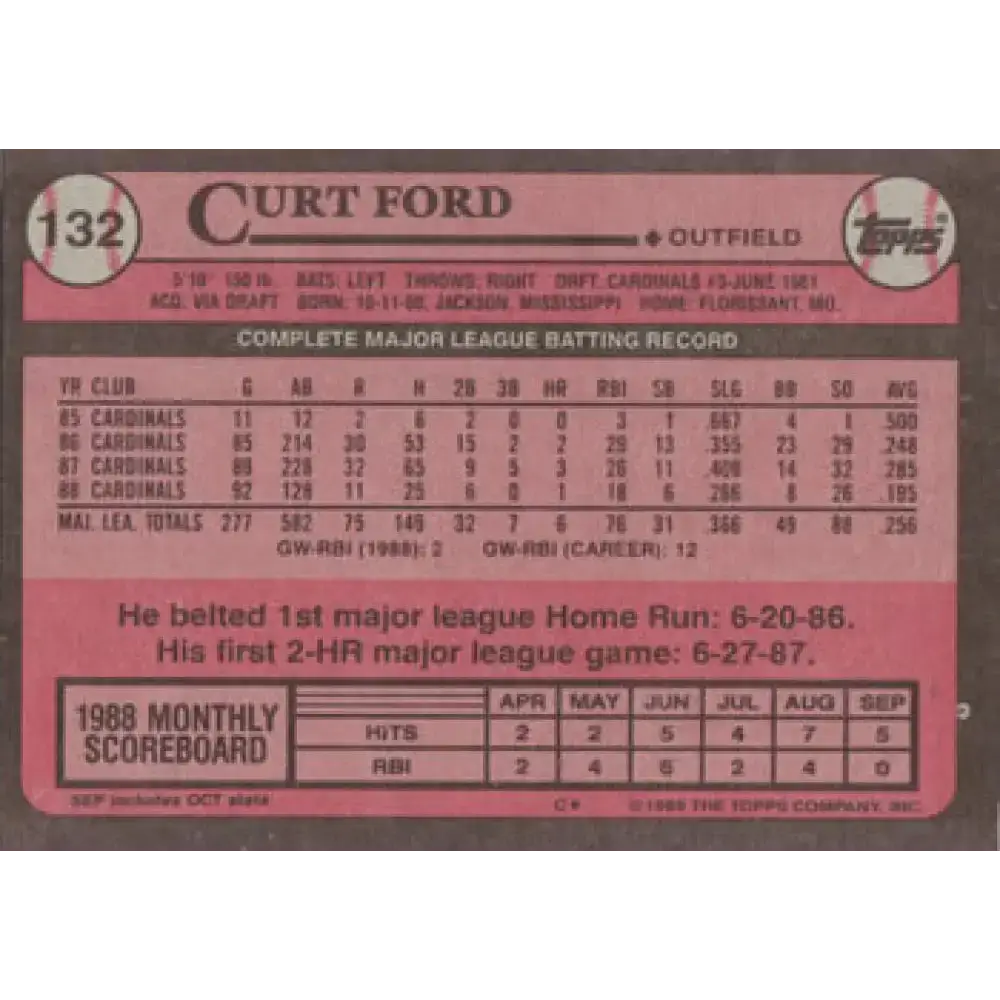 132
CURT FORD
OUTFIELD
TOPPS®
5'10" 150 lb. BATS: LEFT THROWS: RIGHT DRFT. CARDINALS #3-JUNE 1981
ACQ. VIA DRAFT BORN: 10-11-60, JACKSON, MISSISSIPPI HOME: FLORISSANT, MO.
COMPLETE MAJOR LEAGUE BATTING RECORD
YR CLUB G AB R H 2B 3B HR RBI SB SLG BB SO AVG
85 CARDINALS 11 12 2 6 2 0 0 3 1 .667 4 1 .500
86 CARDINALS 85 214 30 53 15 2 2 29 13 .355 23 29 .248
87 CARDINALS 89 228 32 65 9 5 3 26 11 .408 14 32 .285
88 CARDINALS 92 128 11 25 6 0 1 18 6 .266 8 26 .195
MAJ. LEA. TOTALS 277 582 75 149 32 7 6 76 31 .366 49 88 .256
GW-RBI (1988): 2 GW-RBI (CAREER): 12
He belted 1st major league Home Run: 6-20-86.
His first 2-HR major league game: 6-27-87.
1988 MONTHLY SCOREBOARD
APR MAY JUN JUL AUG SEP
HITS 2 2 5 4 7 5
RBI 2 4 6 2 4 0
SEP includes OCT stats
C* © 1989 THE TOPPS COMPANY, INC.